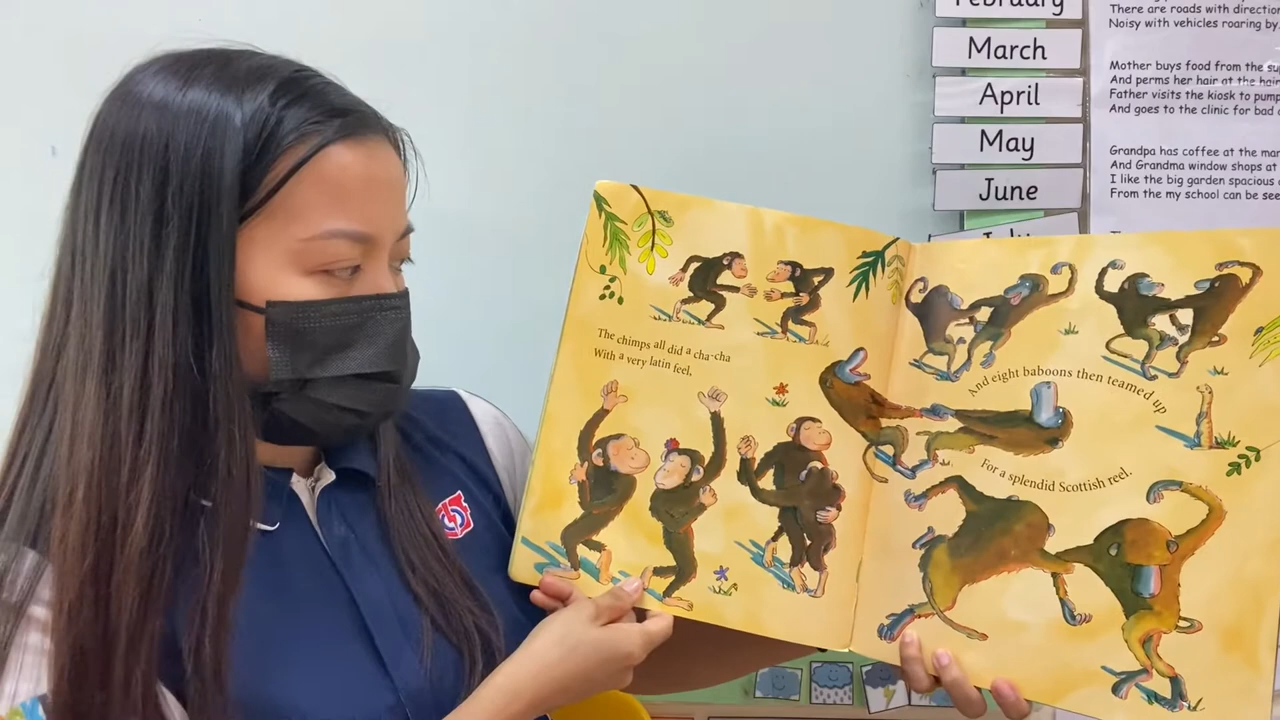 The chimps all did a cha-cha
With a very latin feel.
And eight baboons then teamed up
For a splendid Scottish reel.
February
March
April
May
June
July
There are roads with
Noisy with vehicles roaring by.
Mother buys food from the
And perms her hair at the hair
Father visits the kiosk to pump
And goes to the clinic for bad
Grandpa has coffee at the
And Grandma window shops at
I like the big garden spacious
From the my school can be